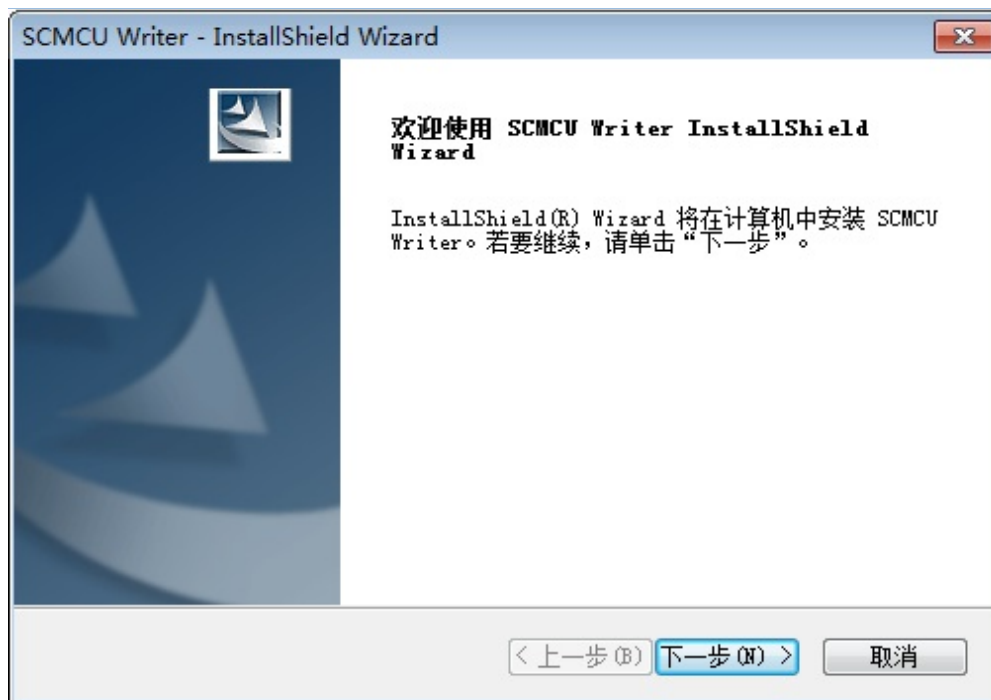 SCMCU Writer - InstallShield Wizard
欢迎使用 SCMCU Writer InstallShield
Wizard
InstallShield(R) Wizard 将在计算机中安装 SCMCU
Writer。若要继续，请单击“下一步”。
< 上一步(B)
下一步(N) >
取消